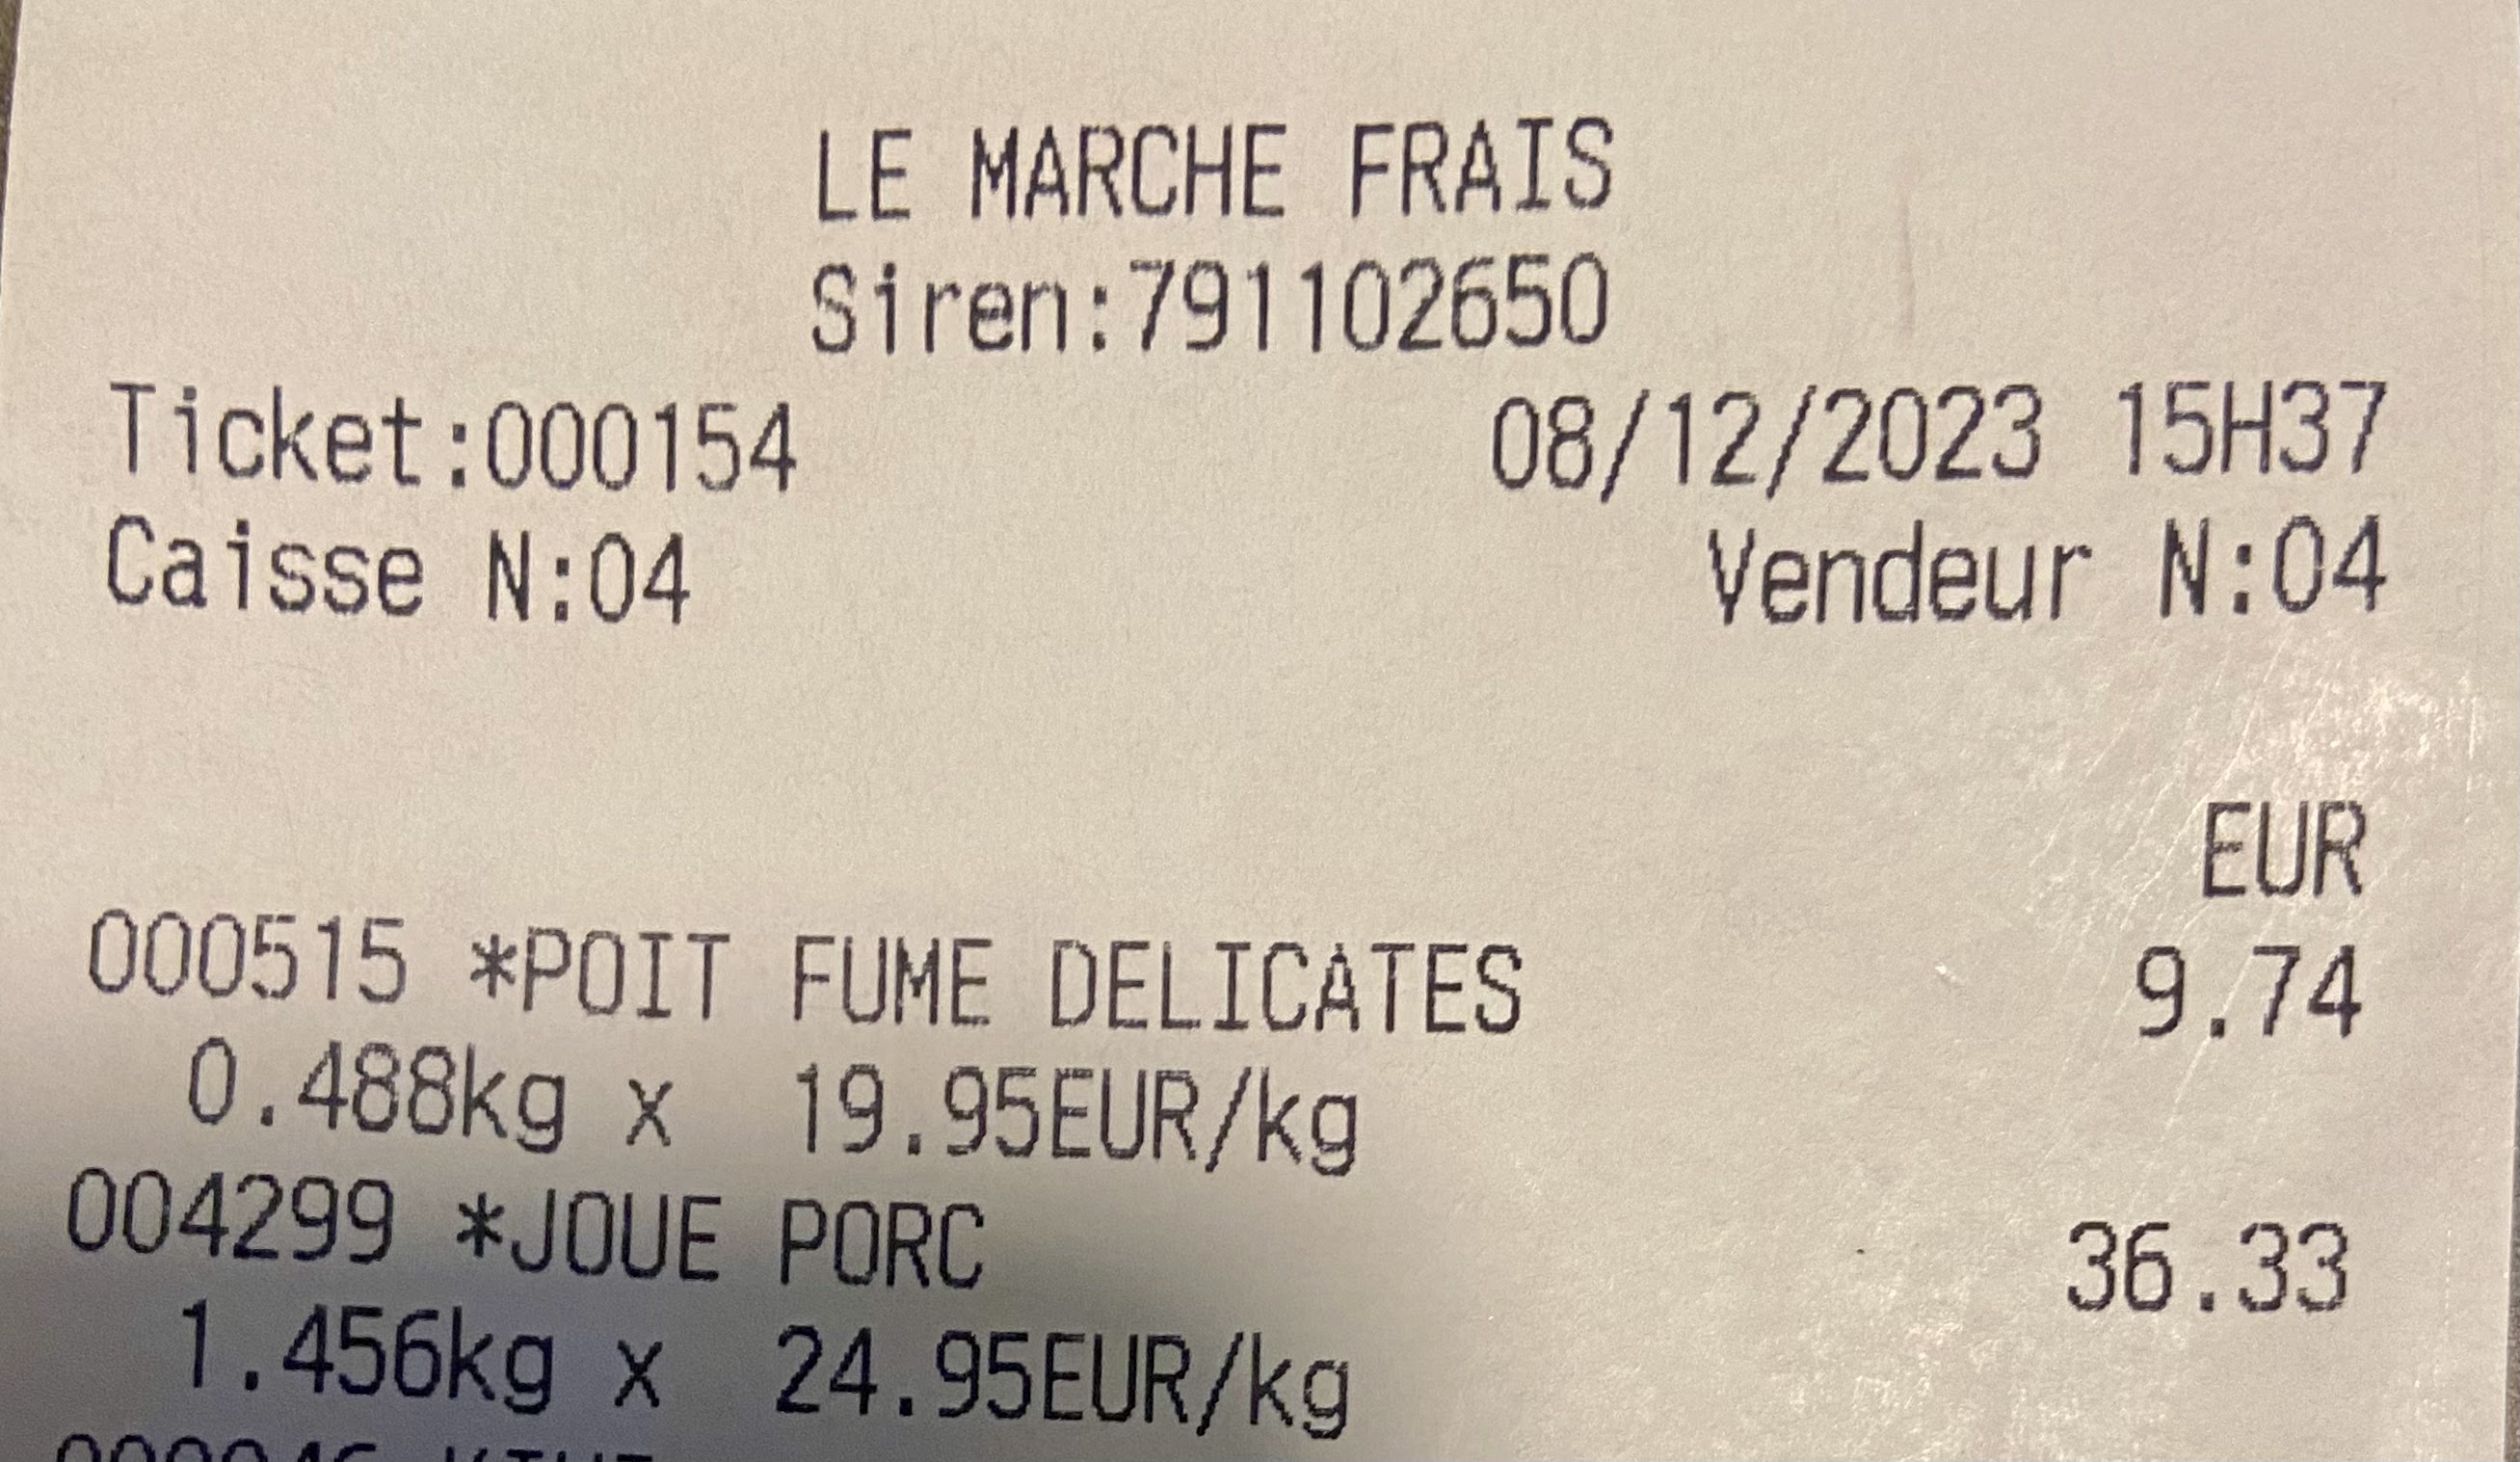 LE MARCHE FRAIS
Siren:791102650
Ticket:000154 08/12/2023 15H37
Caisse N:04 Vendeur N:04
EUR
000515 *POIT FUME DELICATES 9.74
0.488kg x 19.95EUR/kg
004299 *JOUE PORC 36.33
1.456kg x 24.95EUR/kg